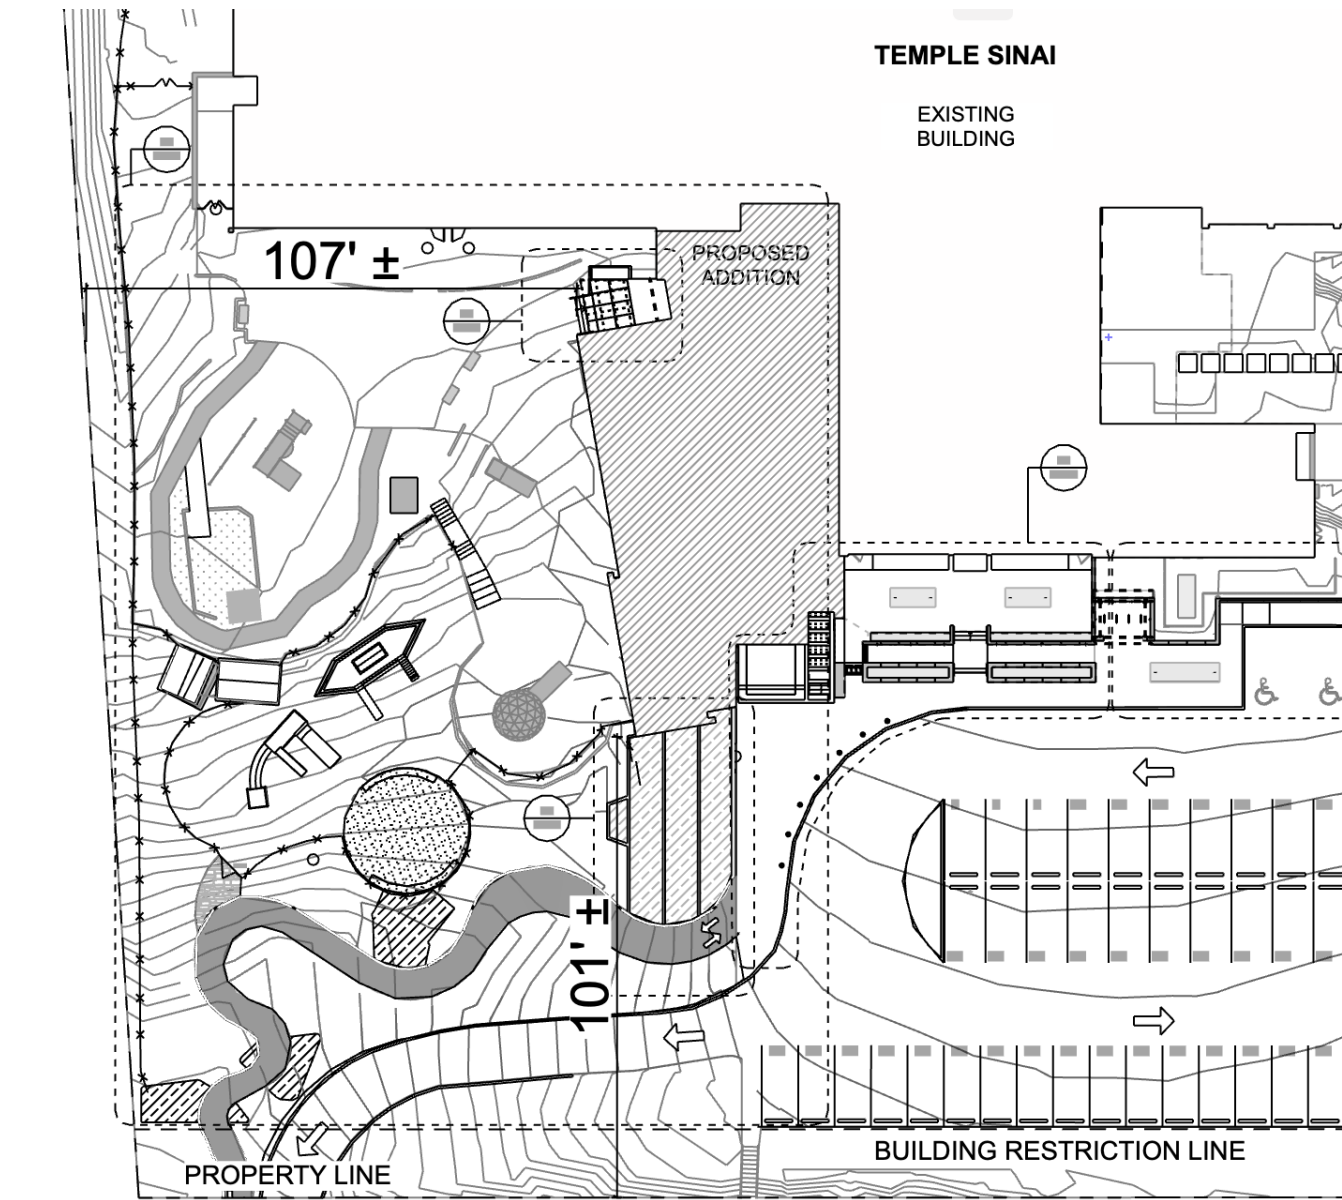 TEMPLE SINAI
EXISTING
BUILDING
107' ±
PROPOSED
ADDITION
101' ±
BUILDING RESTRICTION LINE
PROPERTY LINE